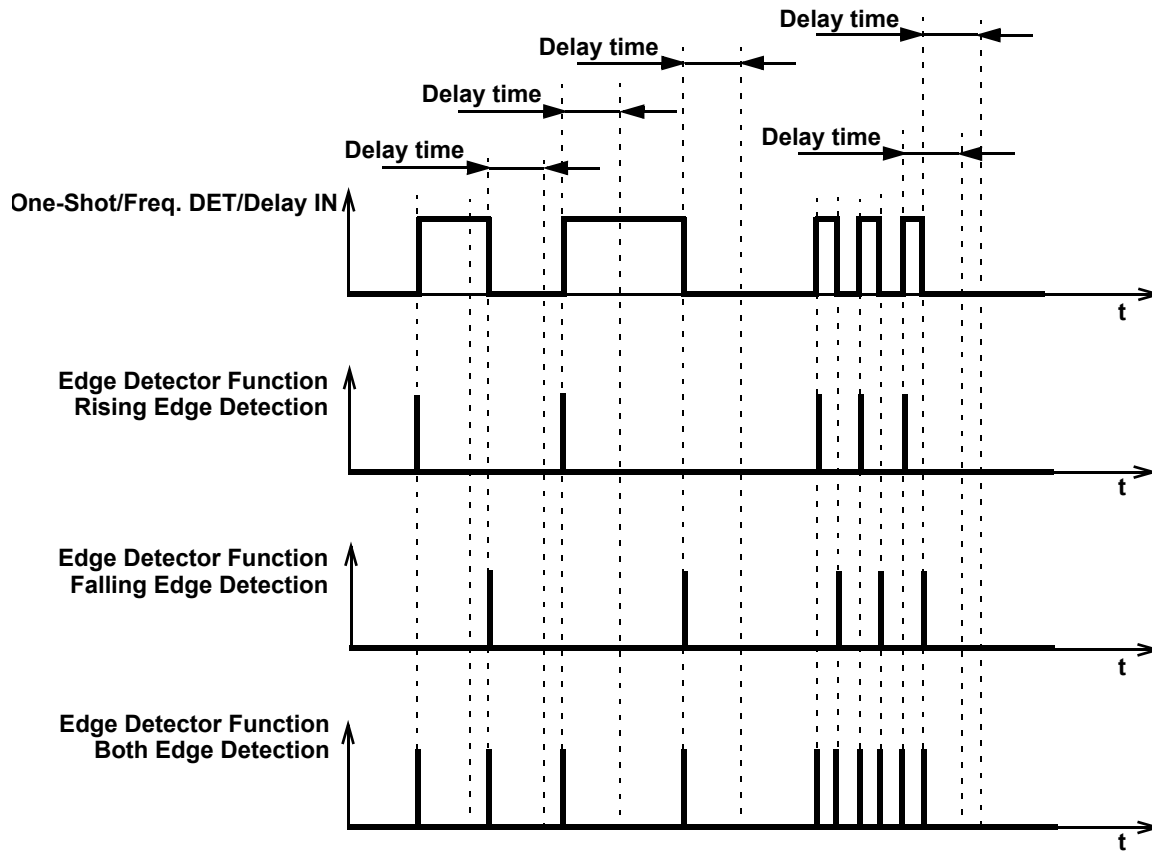 Delay time
Delay time
Delay time
Delay time
Delay time
One-Shot/Freq. DET/Delay IN
t
Edge Detector Function
Rising Edge Detection
t
Edge Detector Function
Falling Edge Detection
t
Edge Detector Function
Both Edge Detection
t